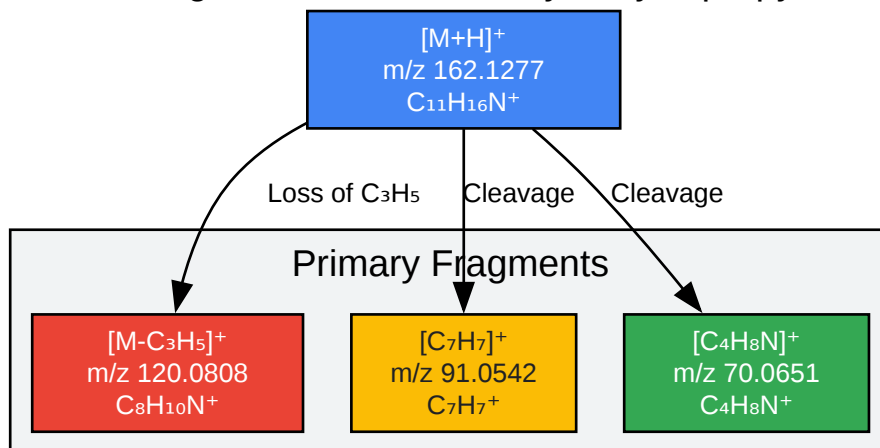 [M+H]⁺
m/z 162.1277
C₁₁H₁₆N⁺
Loss of C₃H₅
Cleavage
Cleavage
Primary Fragments
[M-C₃H₅]⁺
m/z 120.0808
C₈H₁₀N⁺
[C₇H₇]⁺
m/z 91.0542
C₇H₇⁺
[C₄H₈N]⁺
m/z 70.0651
C₄H₈N⁺